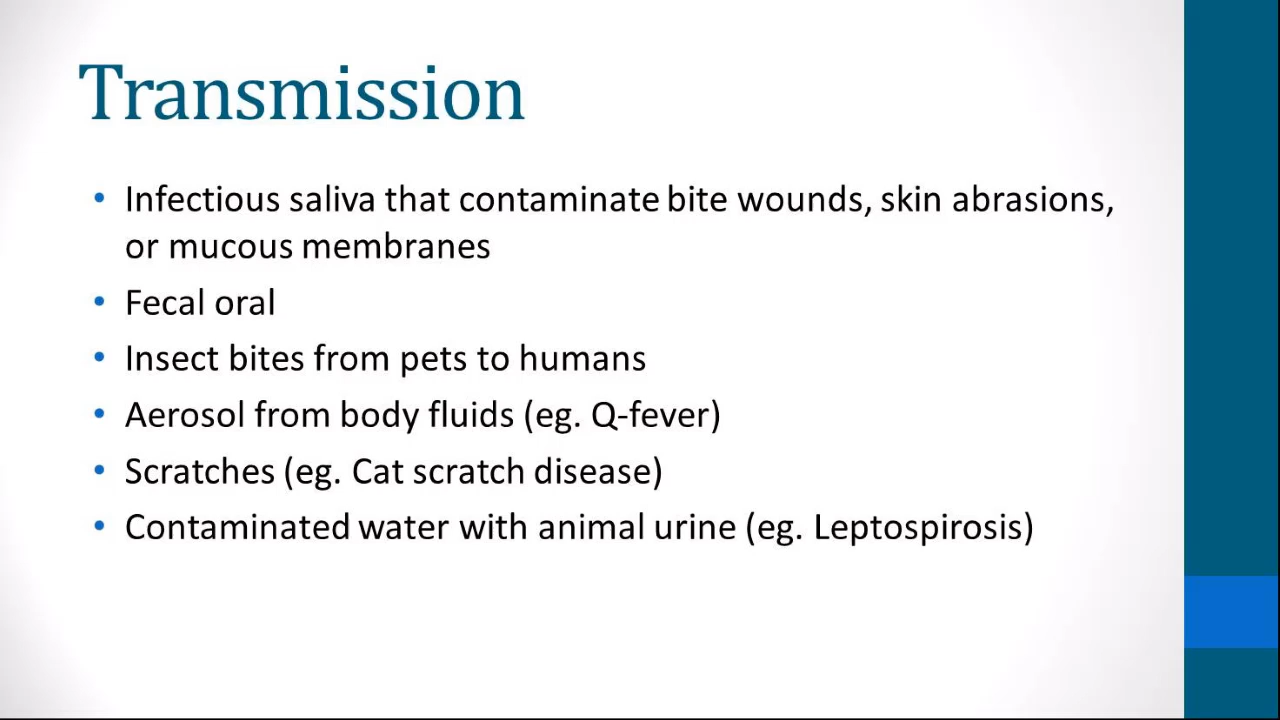 Transmission
• Infectious saliva that contaminate bite wounds, skin abrasions,
or mucous membranes
• Fecal oral
• Insect bites from pets to humans
• Aerosol from body fluids (eg. Q-fever)
• Scratches (eg. Cat scratch disease)
• Contaminated water with animal urine (eg. Leptospirosis)